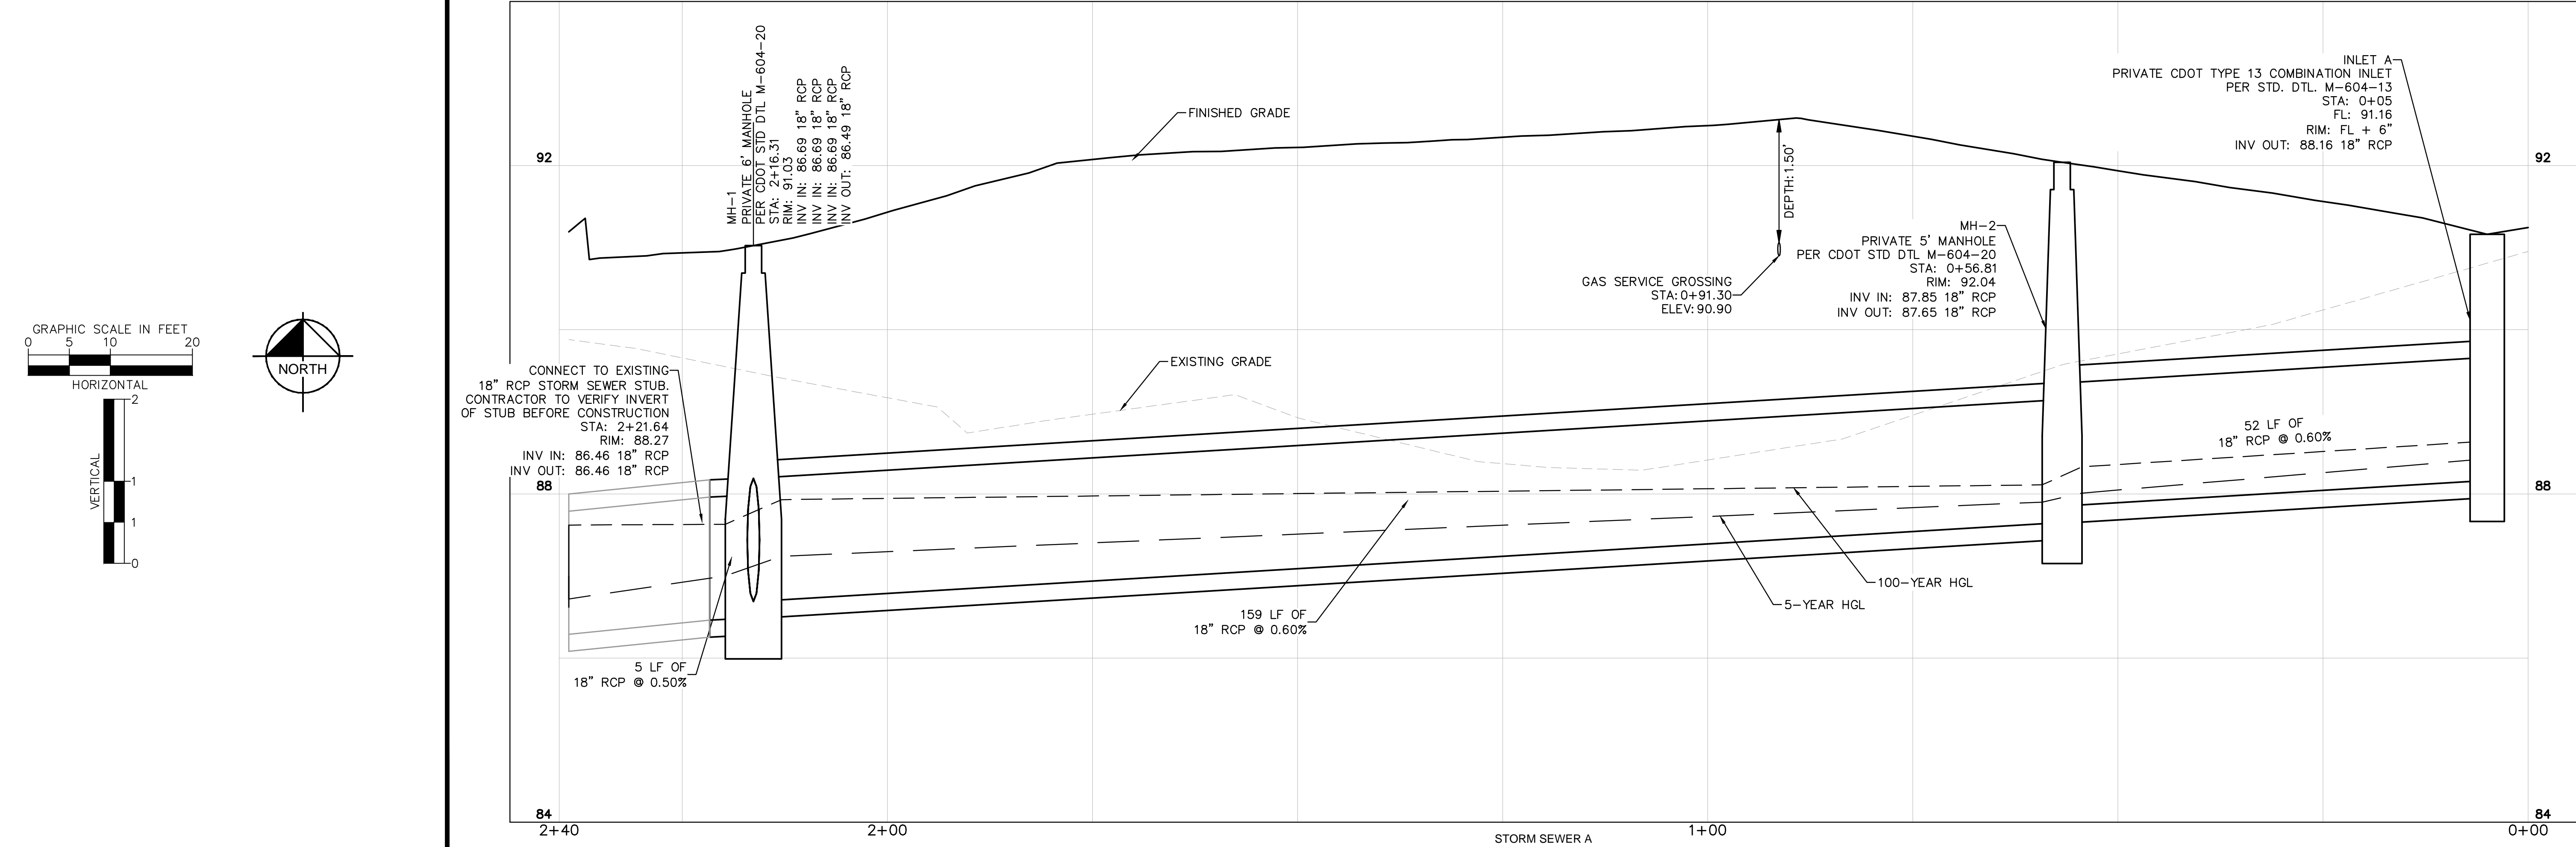 GRAPHIC SCALE IN FEET
0 5 10 20
HORIZONTAL
2
1
1
0
VERTICAL
NORTH
MH-1
PRIVATE 6' MANHOLE
PER CDOT STD DTL M-604-20
STA: 2+16.31
RIM: 91.03
INV IN: 86.69 18" RCP
INV IN: 86.69 18" RCP
INV IN: 86.69 18" RCP
INV OUT: 86.49 18" RCP
FINISHED GRADE
INLET A
PRIVATE CDOT TYPE 13 COMBINATION INLET
PER STD. DTL. M-604-13
STA: 0+05
FL: 91.16
RIM: FL + 6"
INV OUT: 88.16 18" RCP
92
92
DEPTH: 1.50'
MH-2
PRIVATE 5' MANHOLE
PER CDOT STD DTL M-604-20
STA: 0+56.81
RIM: 92.04
INV IN: 87.85 18" RCP
INV OUT: 87.65 18" RCP
GAS SERVICE GROSSING
STA: 0+91.30
ELEV: 90.90
CONNECT TO EXISTING
18" RCP STORM SEWER STUB.
CONTRACTOR TO VERIFY INVERT
OF STUB BEFORE CONSTRUCTION
STA: 2+21.64
RIM: 88.27
INV IN: 86.46 18" RCP
INV OUT: 86.46 18" RCP
EXISTING GRADE
52 LF OF
18" RCP @ 0.60%
88
88
100-YEAR HGL
5-YEAR HGL
159 LF OF
18" RCP @ 0.60%
5 LF OF
18" RCP @ 0.50%
84
84
2+40 2+00 1+00 0+00
STORM SEWER A